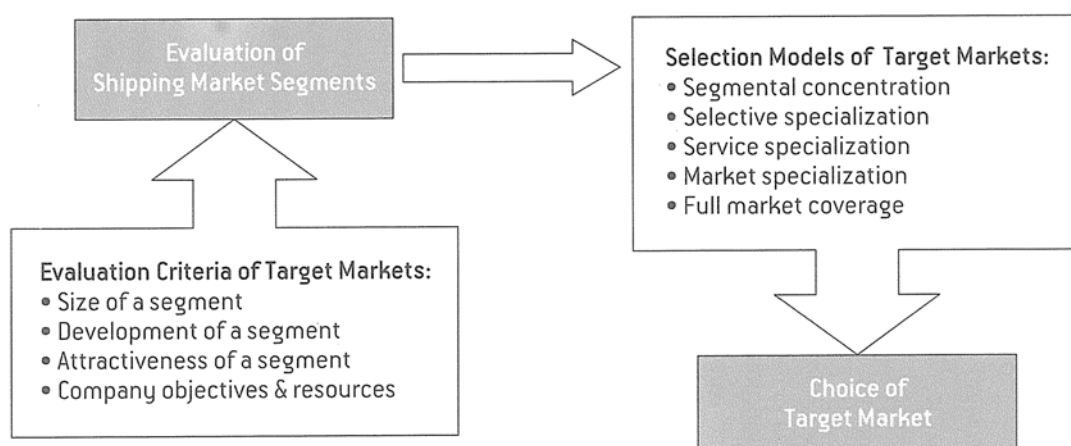 Evaluation of
Shipping Market Segments
Selection Models of Target Markets:
• Segmental concentration
• Selective specialization
• Service specialization
• Market specialization
• Full market coverage
Evaluation Criteria of Target Markets:
• Size of a segment
• Development of a segment
• Attractiveness of a segment
• Company objectives & resources
Choice of
Target Market